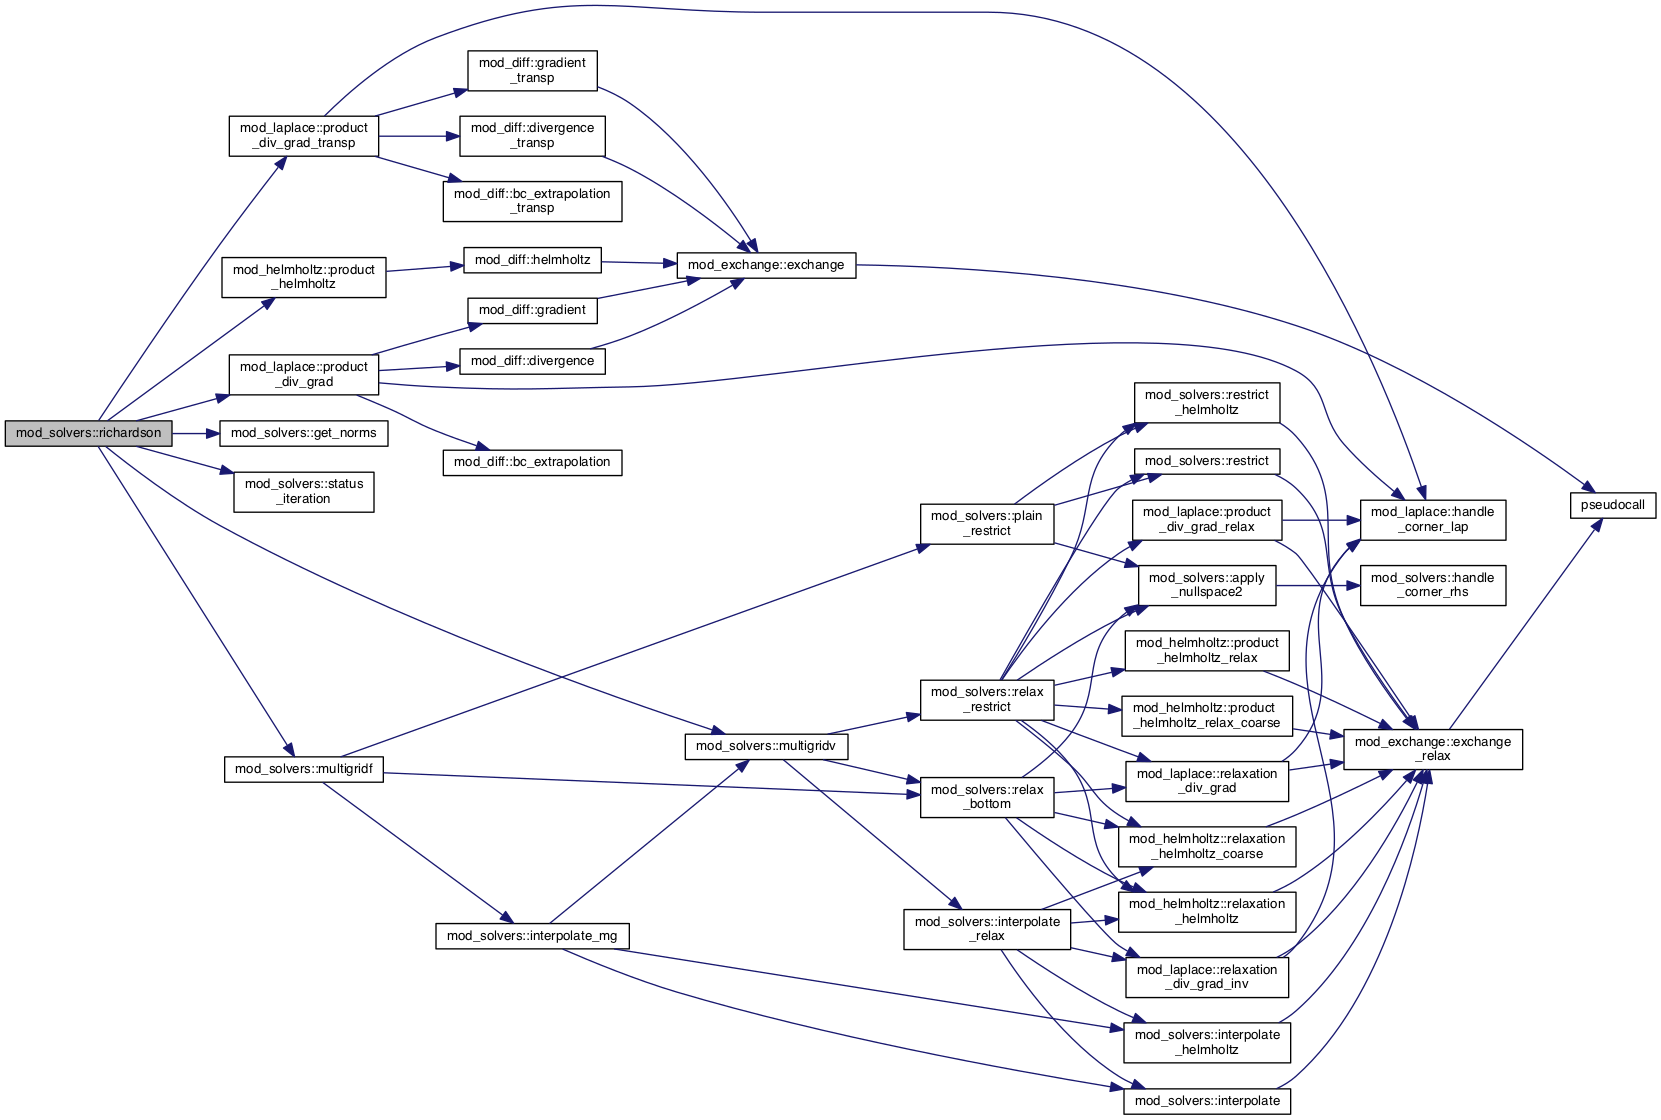 mod_solvers::richardson
mod_laplace::product
_div_grad_transp
mod_helmholtz::product
_helmholtz
mod_laplace::product
_div_grad
mod_solvers::get_norms
mod_solvers::status
_iteration
mod_solvers::multigridf
mod_diff::gradient
_transp
mod_diff::divergence
_transp
mod_diff::bc_extrapolation
_transp
mod_diff::helmholtz
mod_diff::gradient
mod_diff::divergence
mod_diff::bc_extrapolation
mod_solvers::interpolate_mg
mod_exchange::exchange
mod_solvers::multigridv
mod_solvers::plain
_restrict
mod_solvers::relax
_restrict
mod_solvers::relax
_bottom
mod_solvers::interpolate
_relax
mod_solvers::restrict
_helmholtz
mod_solvers::restrict
mod_laplace::product
_div_grad_relax
mod_solvers::apply
_nullspace2
mod_helmholtz::product
_helmholtz_relax
mod_helmholtz::product
_helmholtz_relax_coarse
mod_laplace::relaxation
_div_grad
mod_helmholtz::relaxation
_helmholtz_coarse
mod_helmholtz::relaxation
_helmholtz
mod_laplace::relaxation
_div_grad_inv
mod_solvers::interpolate
_helmholtz
mod_solvers::interpolate
mod_laplace::handle
_corner_lap
mod_solvers::handle
_corner_rhs
mod_exchange::exchange
_relax
pseudocall